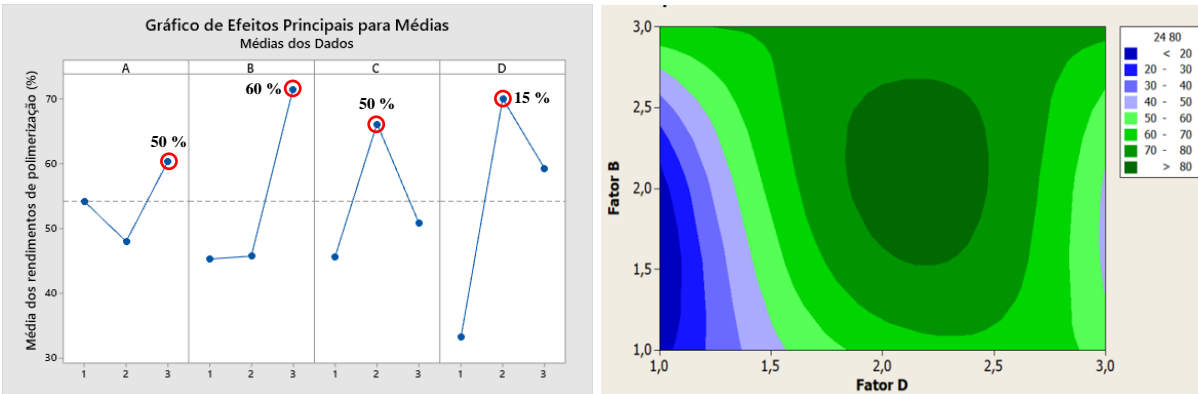 Gráfico de Efeitos Principais para Médias
Médias dos Dados
A B C D
Média dos rendimentos de polimerização (%)
70
60
50
40
30
50 %
60 %
50 %
15 %
1 2 3 1 2 3 1 2 3 1 2 3
Fator B
3,0
2,5
2,0
1,5
1,0
1,0 1,5 2,0 2,5 3,0
Fator D
24 80
< 20
20 - 30
30 - 40
40 - 50
50 - 60
60 - 70
70 - 80
> 80